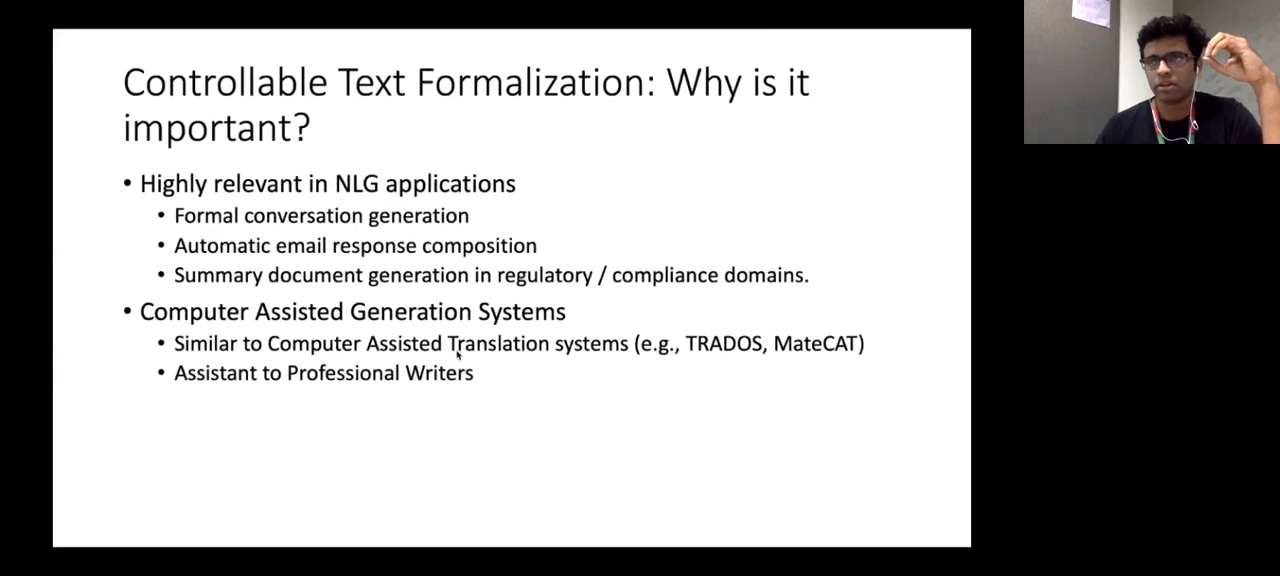 Controllable Text Formalization: Why is it
important?
• Highly relevant in NLG applications
• Formal conversation generation
• Automatic email response composition
• Summary document generation in regulatory / compliance domains.
• Computer Assisted Generation Systems
• Similar to Computer Assisted Translation systems (e.g., TRADOS, MateCAT)
• Assistant to Professional Writers